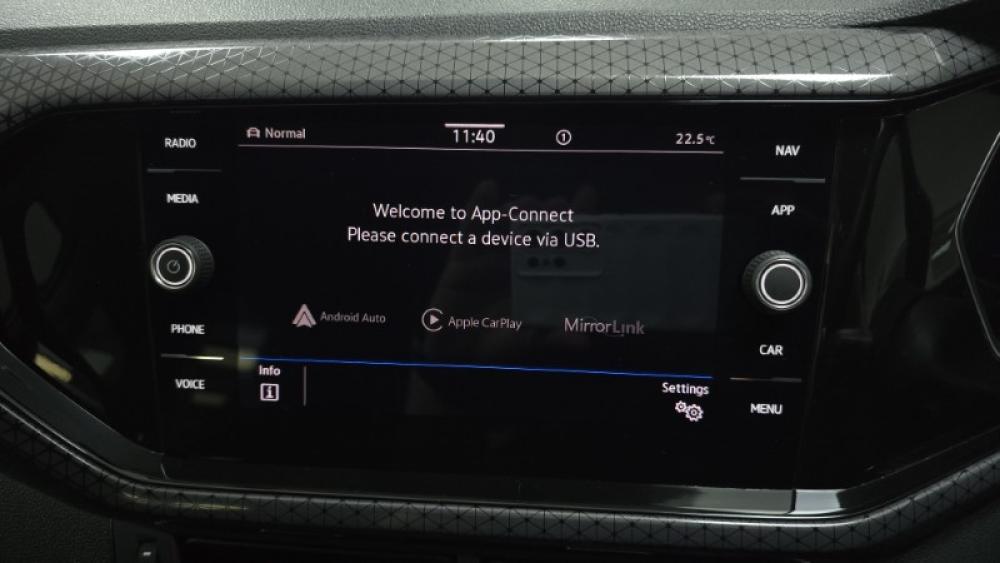 RADIO
MEDIA
PHONE
VOICE
Normal
11:40
1
22.5°C
Welcome to App-Connect
Please connect a device via USB.
Android Auto
Apple CarPlay
MirrorLink
Info
Settings
NAV
APP
CAR
MENU